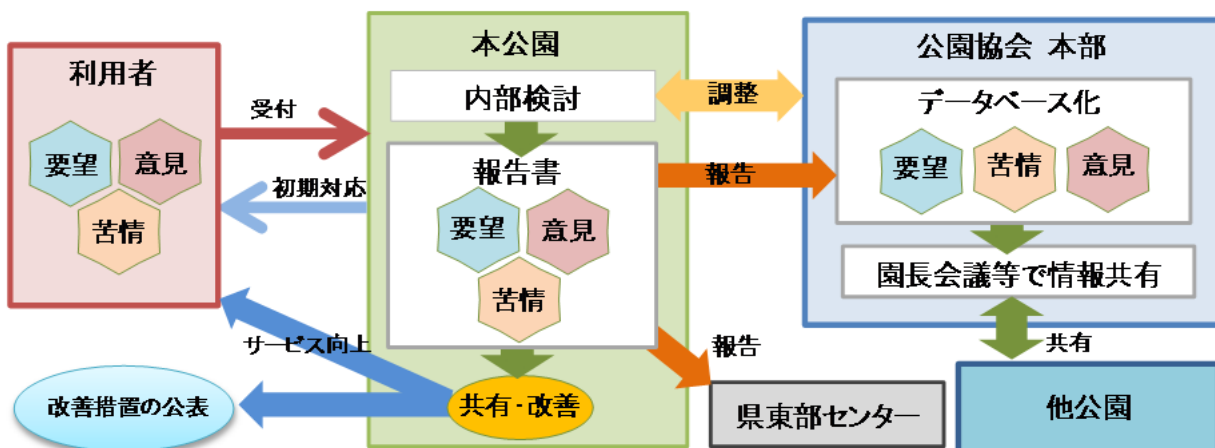 利用者
要望
意見
苦情
受付
初期対応
サービス向上
改善措置の公表
本公園
内部検討
報告書
要望
意見
苦情
共有・改善
調整
報告
報告
県東部センター
公園協会 本部
データベース化
要望
苦情
意見
園長会議等で情報共有
共有
他公園